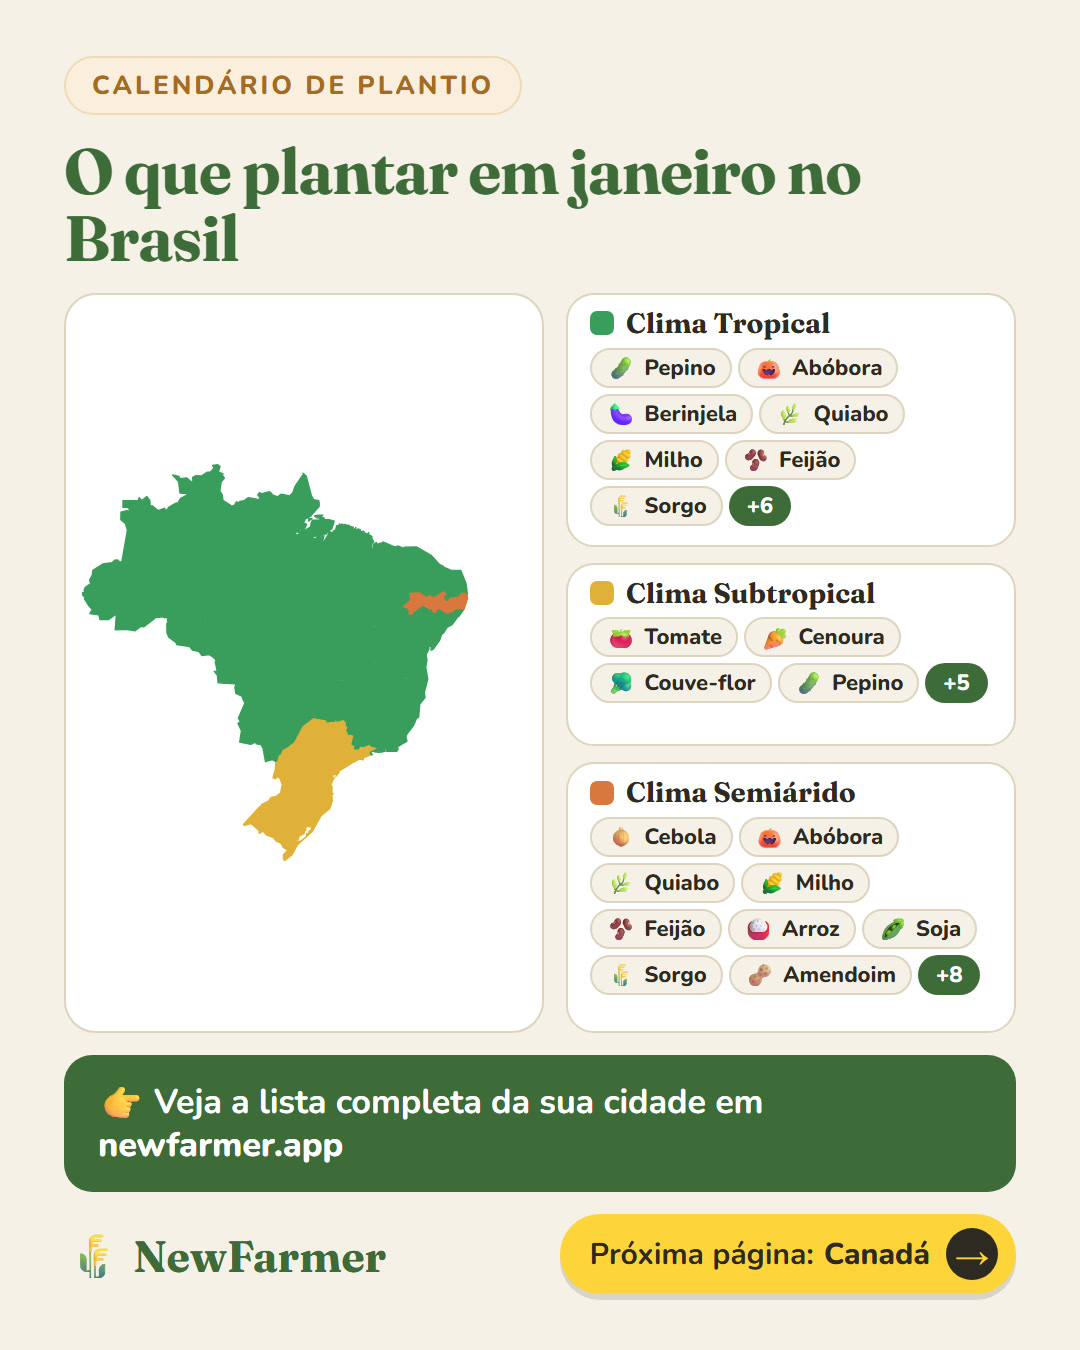 CALENDÁRIO DE PLANTIO
O que plantar em janeiro no
Brasil
Clima Tropical
Pepino Abóbora
Berinjela Quiabo
Milho Feijão
Sorgo +6
Clima Subtropical
Tomate Cenoura
Couve-flor Pepino +5
Clima Semiárido
Cebola Abóbora
Quiabo Milho
Feijão Arroz Soja
Sorgo Amendoim +8
👉 Veja a lista completa da sua cidade em
newfarmer.app
NewFarmer
Próxima página: Canadá →